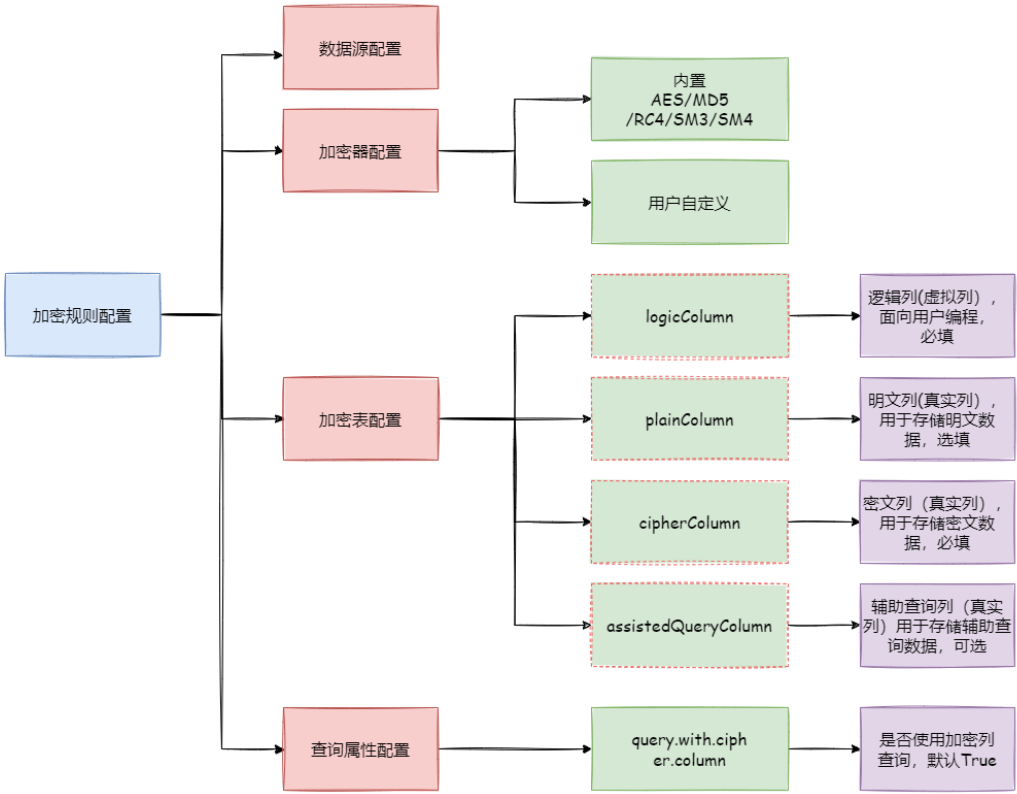 数据源配置
内置
AES/MD5
/RC4/SM3/SM4
加密器配置
用户自定义
加密规则配置
logicColumn
逻辑列(虚拟列），
面向用户编程，
必填
加密表配置
plainColumn
明文列(真实列），
用于存储明文数
据，选填
cipherColumn
密文列（真实列），
用于存储密文数
据，必填
assistedQueryColumn
辅助查询列（真实
列）用于存储辅助查
询数据，可选
查询属性配置
query.with.ciph
er.column
是否使用加密列
查询，默认True